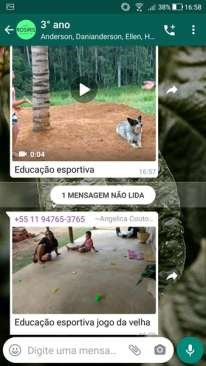 38% 16:58
ROSIRIS
3° ano
Anderson, Danianderson, Ellen, H...
0:04
Educação esportiva
16:57
1 MENSAGEM NÃO LIDA
+55 11 94765-3765 ~Angelica Couto...
Educação esportiva jogo da velha
Digite uma mensa...